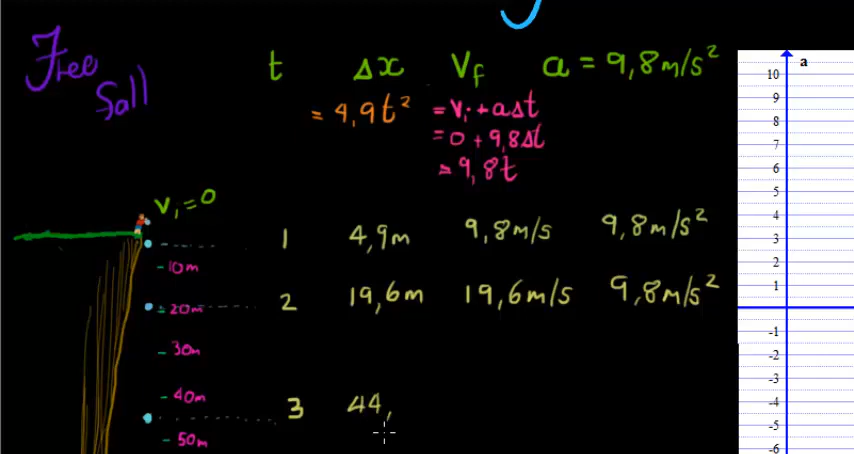 Free
Sall
t Δx Vf a = 9,8m/s²
= 4,9t² = Vi + aΔt
= 0 + 9,8Δt
= 9,8t
Vi = 0
1 4,9m 9,8m/s 9,8m/s²
- 10m
2 19,6m 19,6m/s 9,8m/s²
- 20m
- 30m
- 40m
3 44,
- 50m
a
10
9
8
7
6
5
4
3
2
1
-1
-2
-3
-4
-5
-6